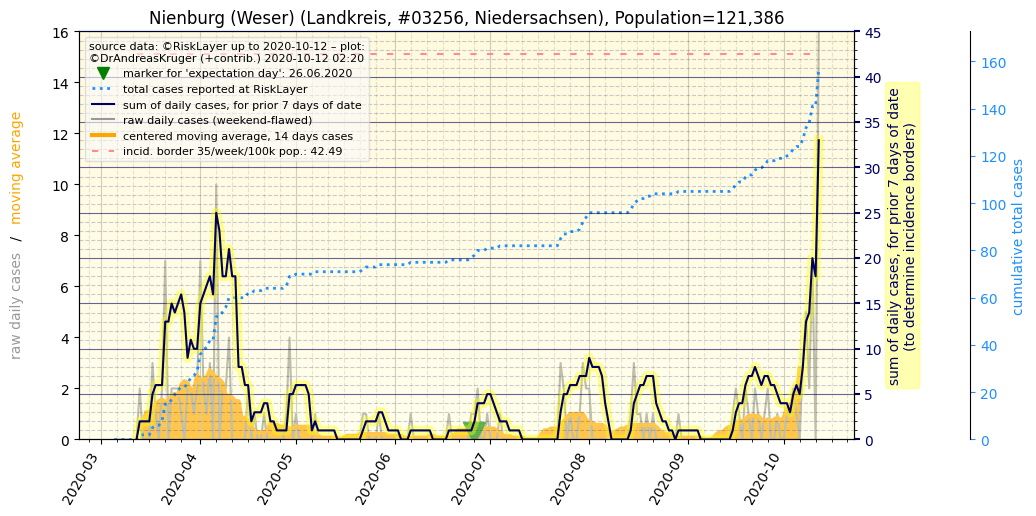 Nienburg (Weser) (Landkreis, #03256, Niedersachsen), Population=121,386
source data: ©RiskLayer up to 2020-10-12 – plot:
©DrAndreasKruger (+contrib.) 2020-10-12 02:20
marker for 'expectation day': 26.06.2020
total cases reported at RiskLayer
sum of daily cases, for prior 7 days of date
raw daily cases (weekend-flawed)
centered moving average, 14 days cases
incid. border 35/week/100k pop.: 42.49
raw daily cases / moving average
16
14
12
10
8
6
4
2
0
2020-03
2020-04
2020-05
2020-06
2020-07
2020-08
2020-09
2020-10
45
40
35
30
25
20
15
10
5
0
sum of daily cases, for prior 7 days of date
(to determine incidence borders)
160
140
120
100
80
60
40
20
0
cumulative total cases